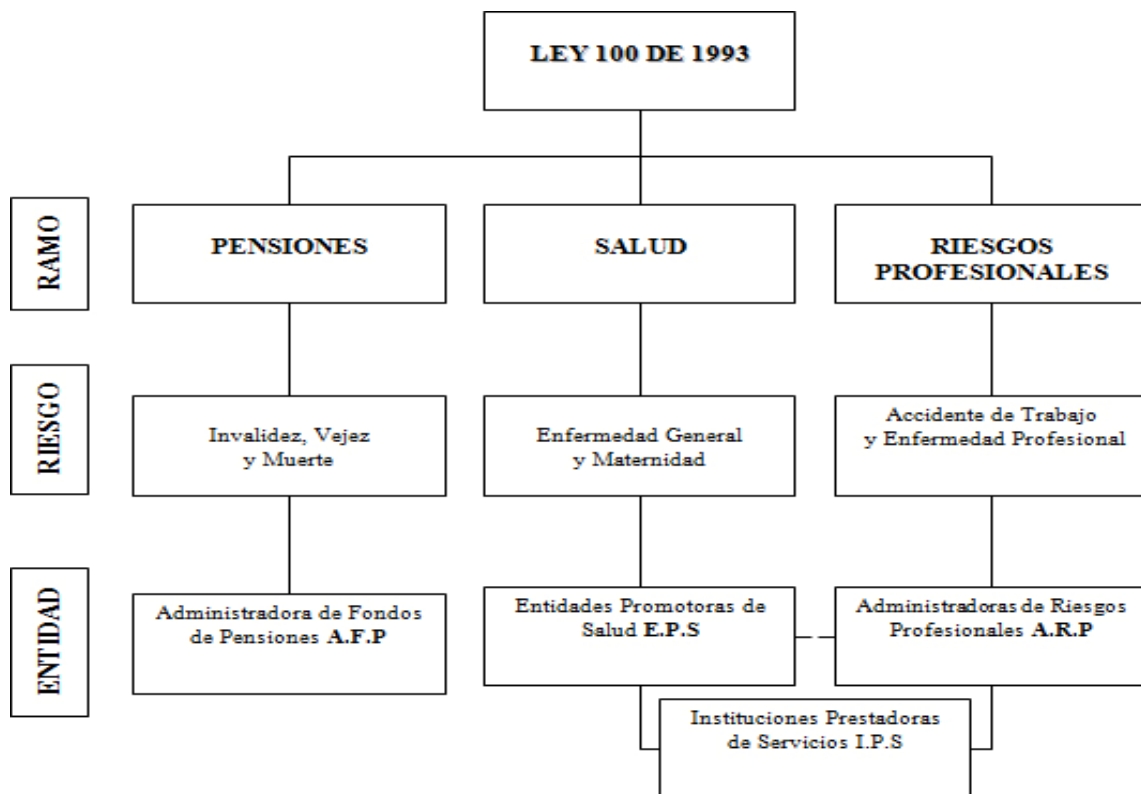 LEY 100 DE 1993
RAMO
PENSIONES
SALUD
RIESGOS
PROFESIONALES
RIESGO
Invalidez, Vejez
y Muerte
Enfermedad General
y Maternidad
Accidente de Trabajo
y Enfermedad Profesional
ENTIDAD
Administradora de Fondos
de Pensiones A.F.P
Entidades Promotoras de
Salud E.P.S
Administradoras de Riesgos
Profesionales A.R.P
Instituciones Prestadoras
de Servicios I.P.S